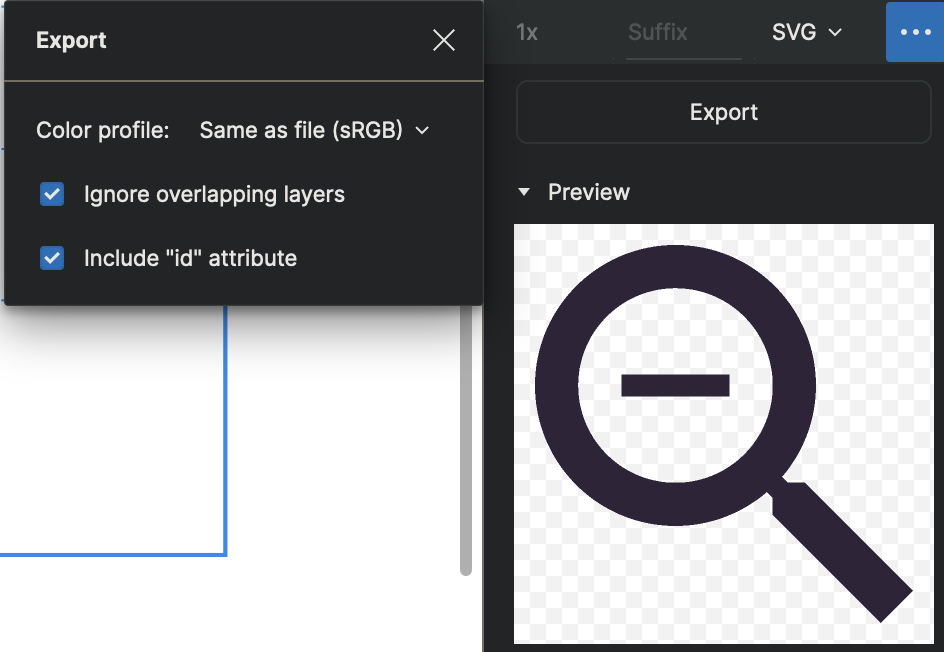 Export
Color profile: Same as file (sRGB)
Ignore overlapping layers
Include "id" attribute
1x Suffix SVG
Export
Preview